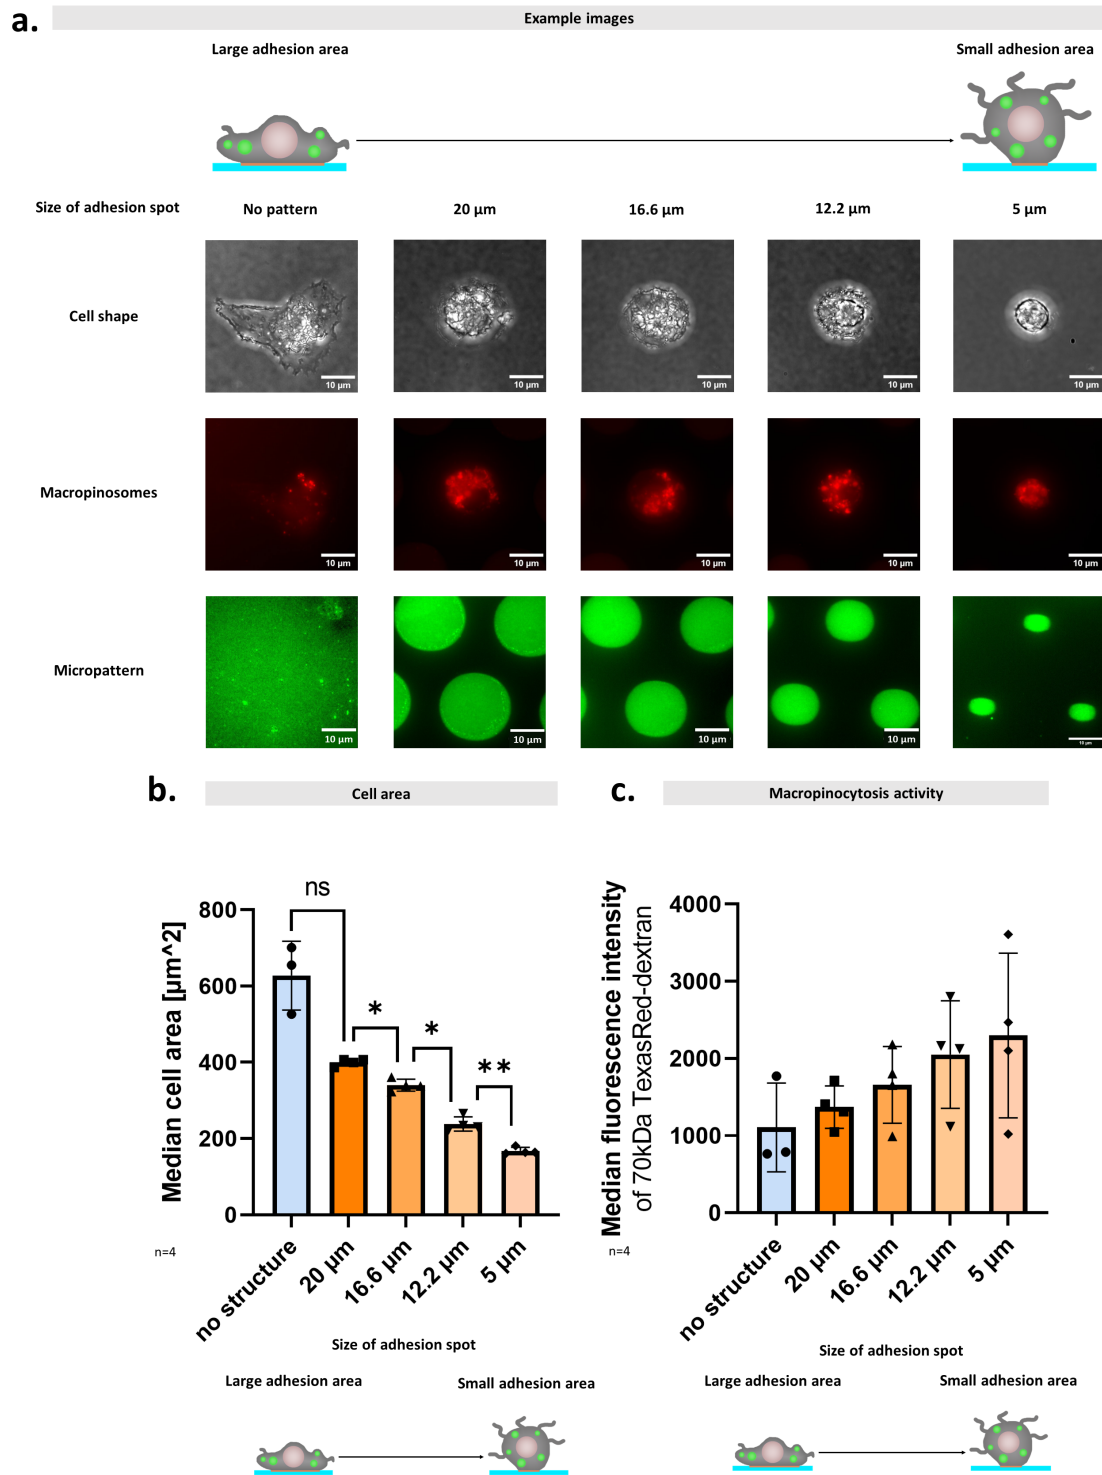 a.
Example images
Large adhesion area
Small adhesion area
Size of adhesion spot
No pattern
20 µm
16.6 µm
12.2 µm
5 µm
Cell shape
10 µm
10 µm
10 µm
10 µm
10 µm
Macropinosomes
10 µm
10 µm
10 µm
10 µm
10 µm
Micropattern
10 µm
10 µm
10 µm
10 µm
10 µm
b.
Cell area
Median cell area [µm^2]
800
600
400
200
0
ns
*
*
**
no structure
20 µm
16.6 µm
12.2 µm
5 µm
n=4
Size of adhesion spot
Large adhesion area
Small adhesion area
c.
Macropinocytosis activity
Median fluorescence intensity
of 70kDa TexasRed-dextran
4000
3000
2000
1000
0
no structure
20 µm
16.6 µm
12.2 µm
5 µm
n=4
Size of adhesion spot
Large adhesion area
Small adhesion area